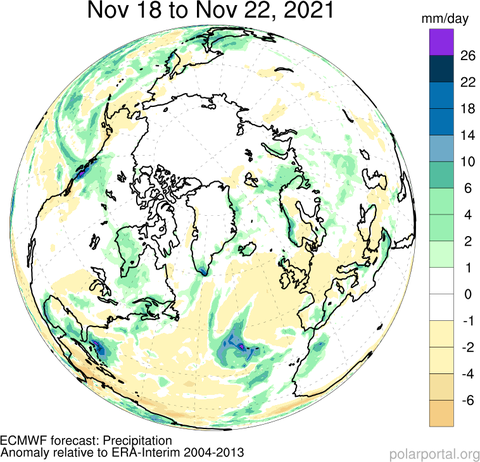 Nov 18 to Nov 22, 2021
mm/day
26
22
18
14
10
6
4
2
1
0
-1
-2
-4
-6
ECMWF forecast: Precipitation
Anomaly relative to ERA-Interim 2004-2013
polarportal.org